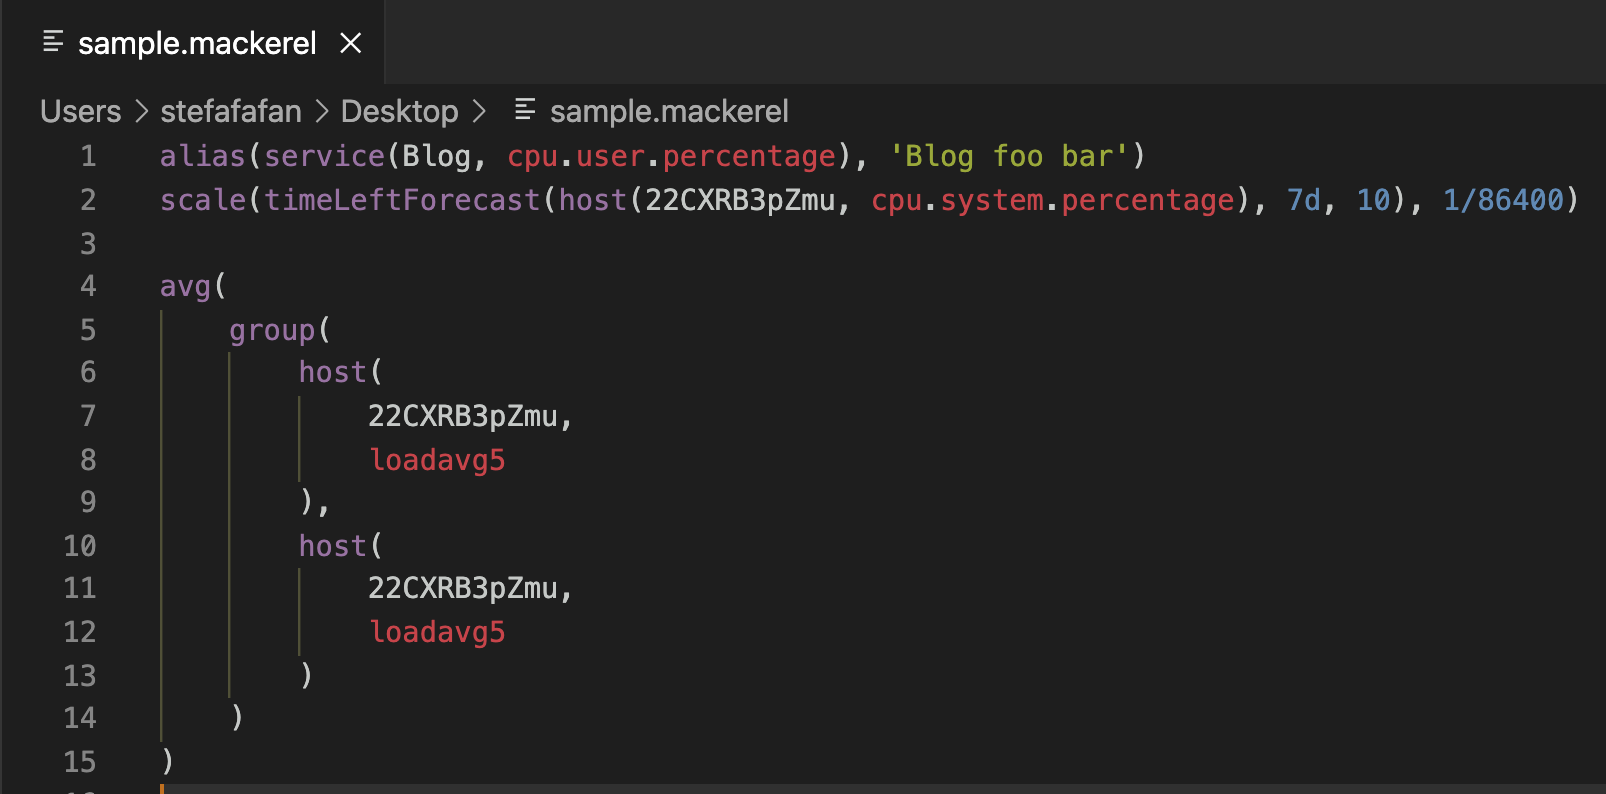 sample.mackerel
Users > stefafafan > Desktop > sample.mackerel
1 alias(service(Blog, cpu.user.percentage), 'Blog foo bar')
2 scale(timeLeftForecast(host(22CXRB3pZmu, cpu.system.percentage), 7d, 10), 1/86400)
3
4 avg(
5 group(
6 host(
7 22CXRB3pZmu,
8 loadavg5
9 ),
10 host(
11 22CXRB3pZmu,
12 loadavg5
13 )
14 )
15 )